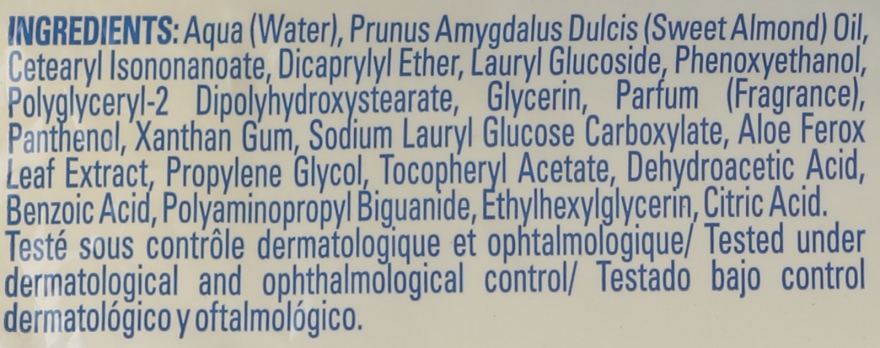 INGREDIENTS: Aqua (Water), Prunus Amygdalus Dulcis (Sweet Almond) Oil,
Cetearyl Isononanoate, Dicaprylyl Ether, Lauryl Glucoside, Phenoxyethanol,
Polyglyceryl-2 Dipolyhydroxystearate, Glycerin, Parfum (Fragrance),
Panthenol, Xanthan Gum, Sodium Lauryl Glucose Carboxylate, Aloe Ferox
Leaf Extract, Propylene Glycol, Tocopheryl Acetate, Dehydroacetic Acid,
Benzoic Acid, Polyaminopropyl Biguanide, Ethylhexylglycerin, Citric Acid.
Testé sous contrôle dermatologique et ophtalmologique/ Tested under
dermatological and ophthalmological control/ Testado bajo control
dermatológico y oftalmológico.